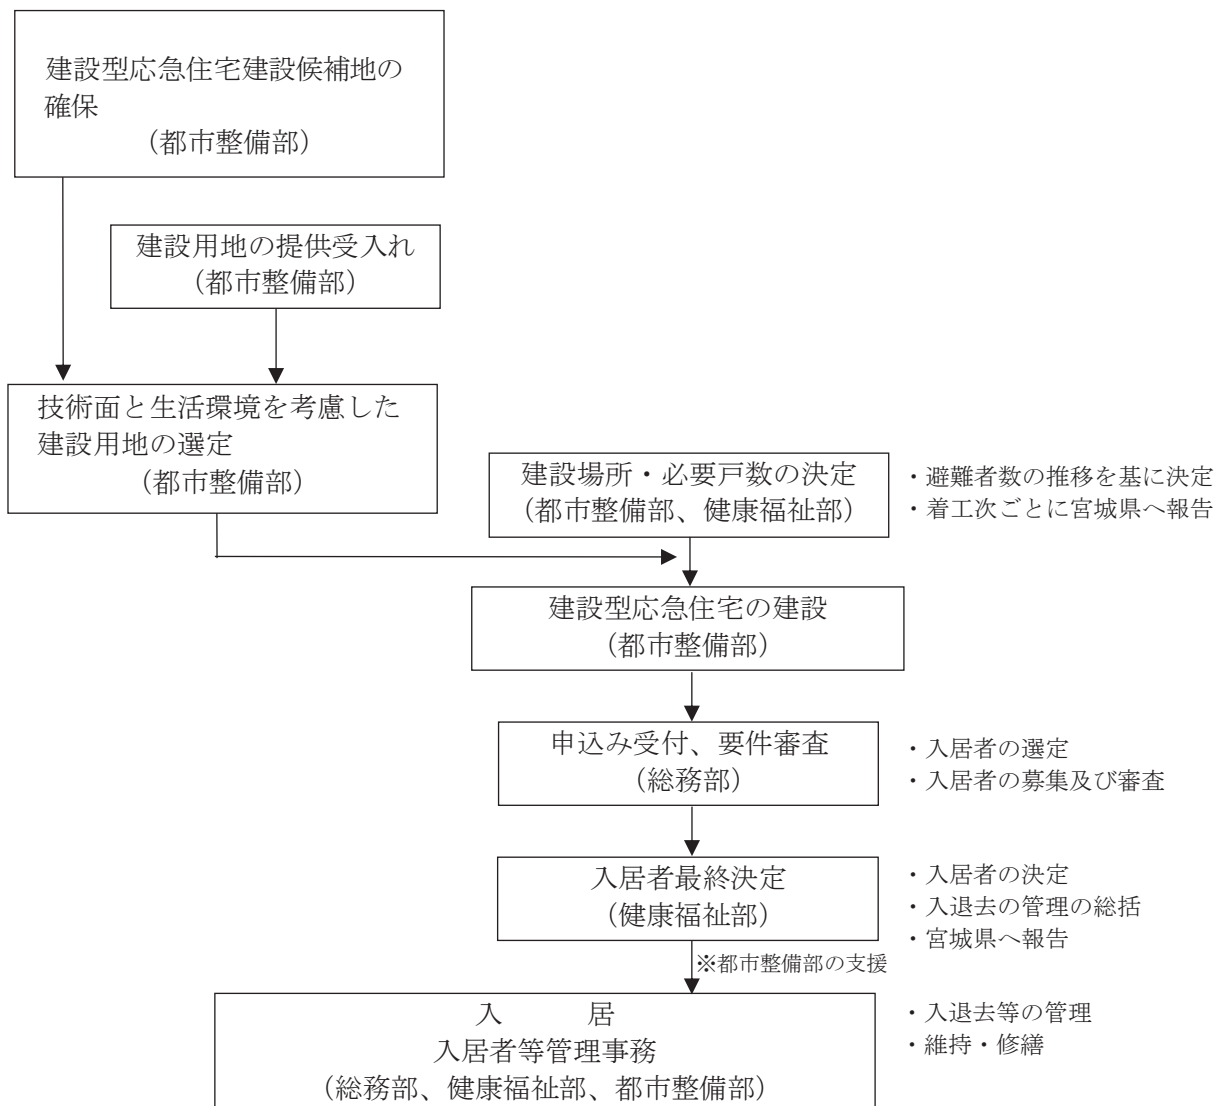 建設型応急住宅建設候補地の
確保
（都市整備部）
建設用地の提供受入れ
（都市整備部）
技術面と生活環境を考慮した
建設用地の選定
（都市整備部）
建設場所・必要戸数の決定
（都市整備部、健康福祉部）
・避難者数の推移を基に決定
・着工次ごとに宮城県へ報告
建設型応急住宅の建設
（都市整備部）
申込み受付、要件審査
（総務部）
・入居者の選定
・入居者の募集及び審査
入居者最終決定
（健康福祉部）
・入居者の決定
・入退去の管理の総括
・宮城県へ報告
※都市整備部の支援
入　　居
入居者等管理事務
（総務部、健康福祉部、都市整備部）
・入退去等の管理
・維持・修繕